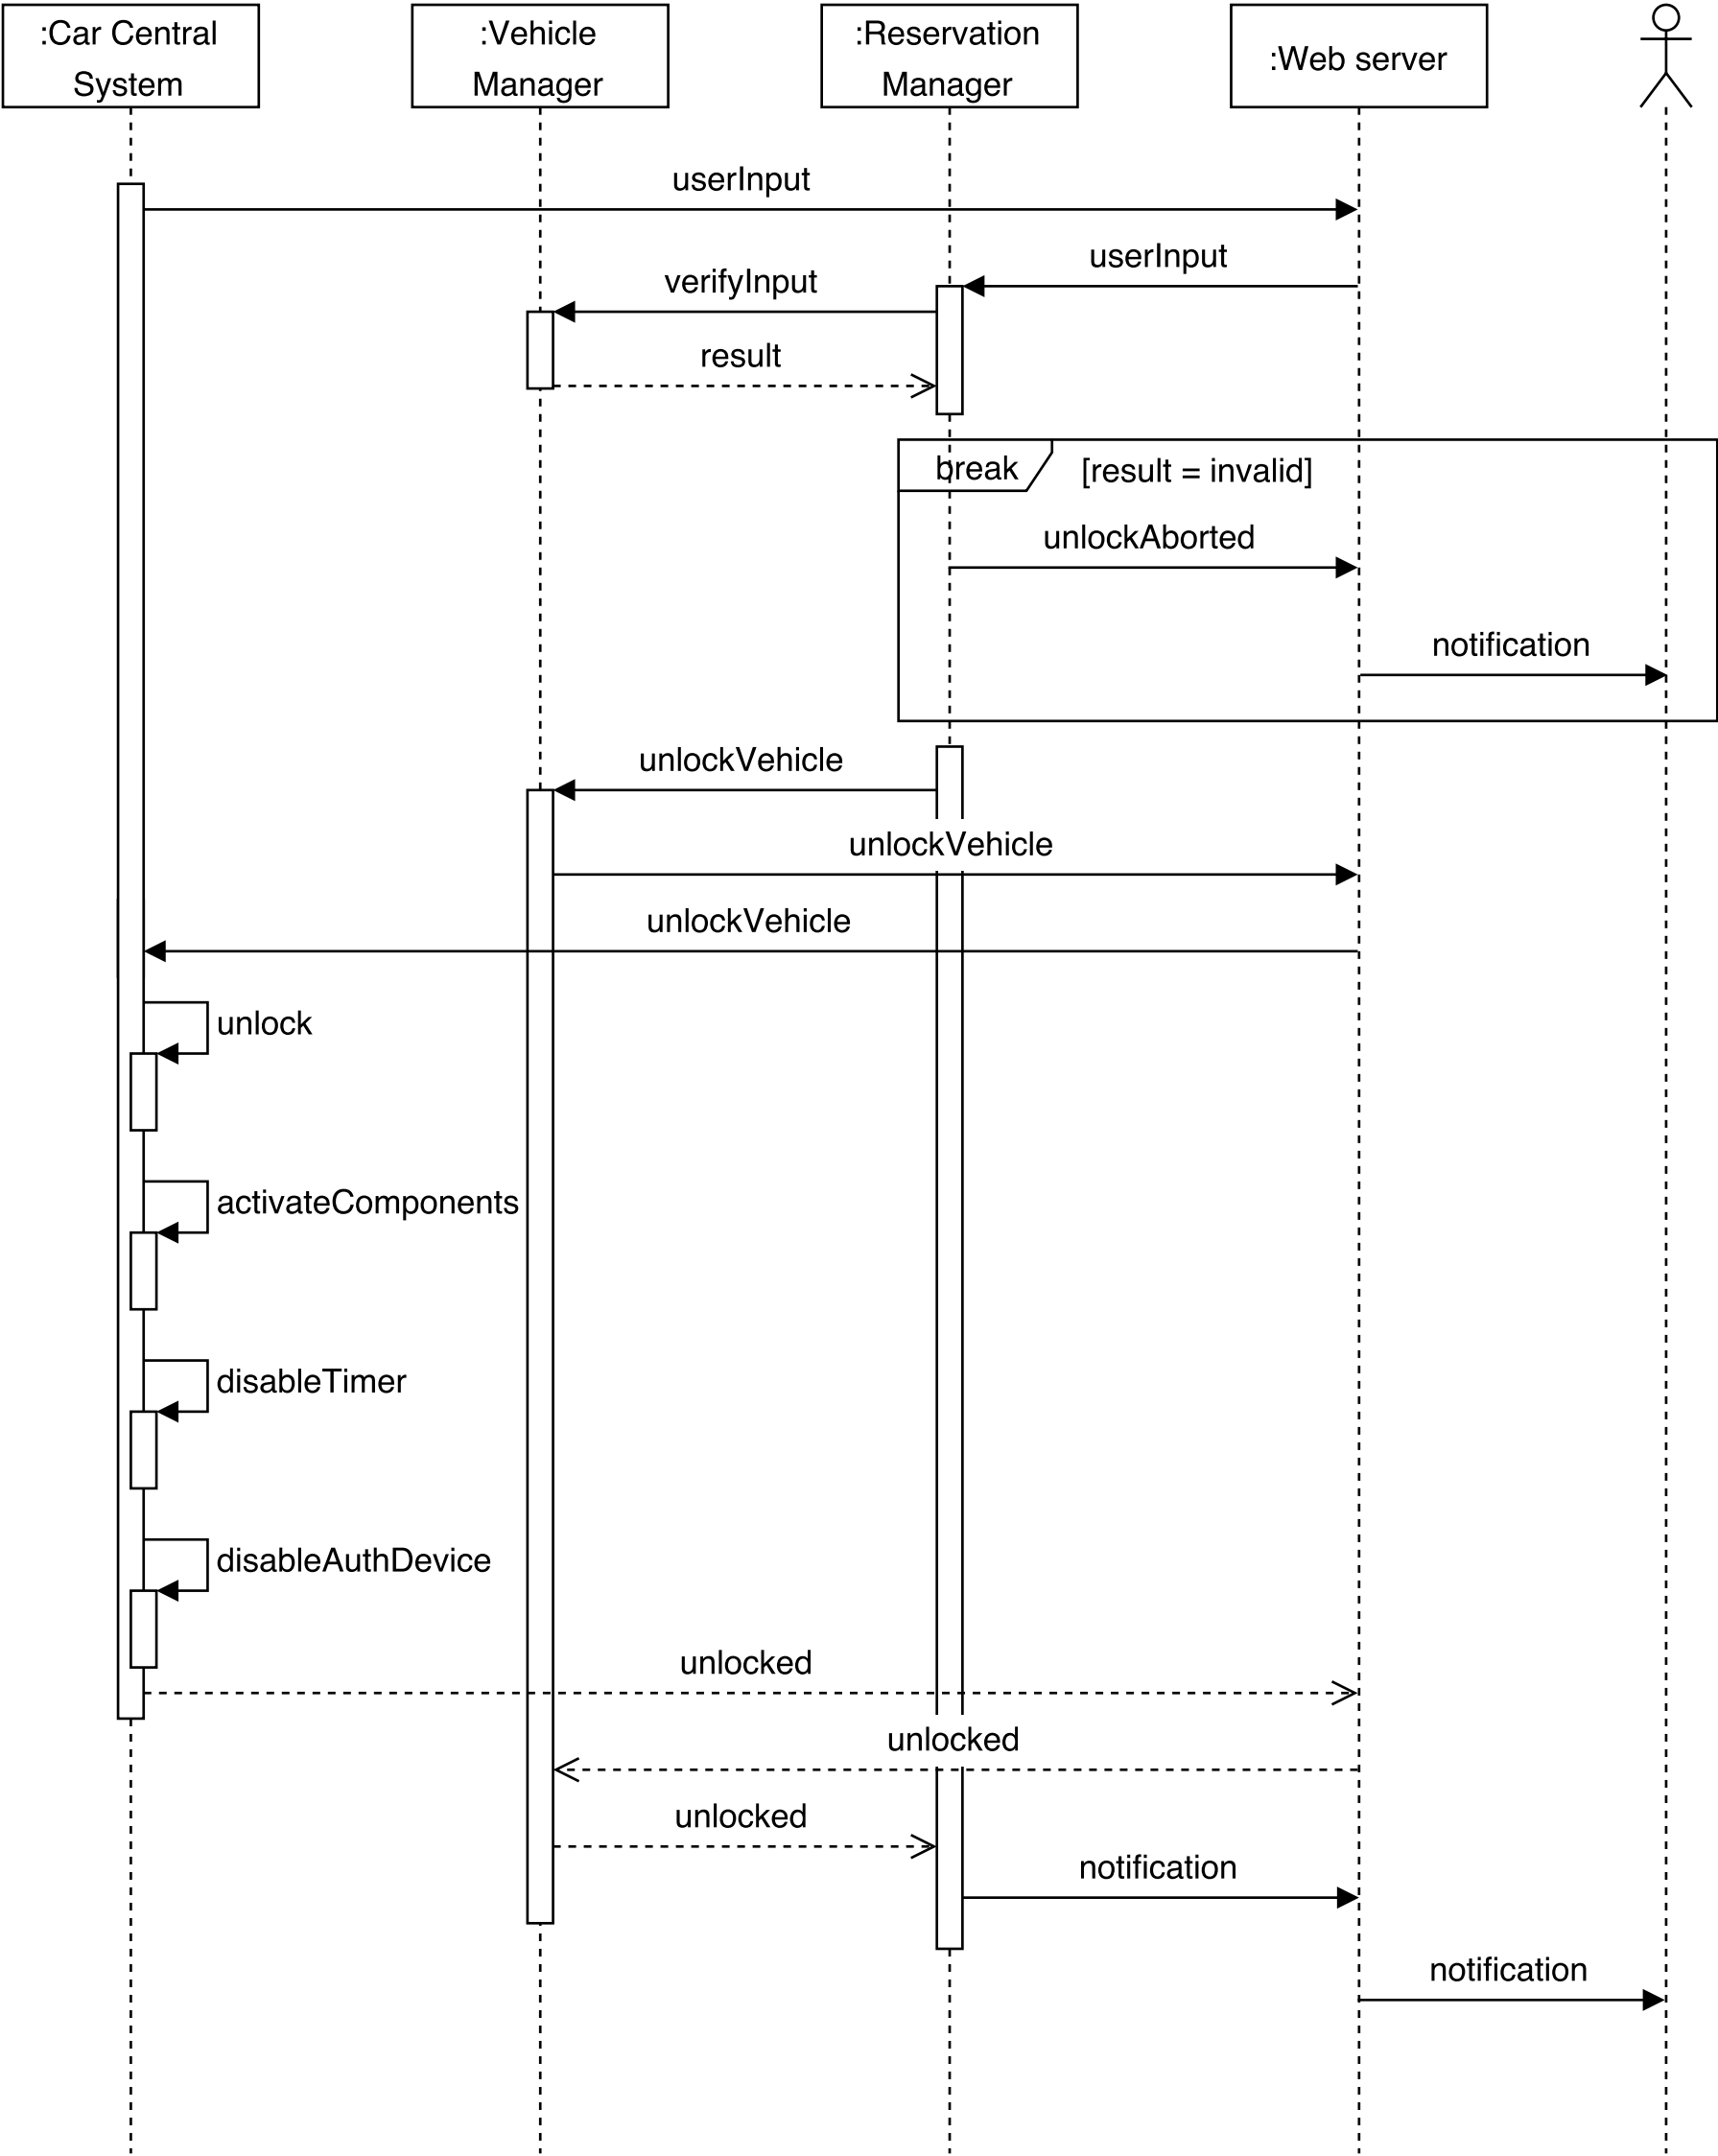 :Car Central
System
:Vehicle
Manager
:Reservation
Manager
:Web server
userInput
userInput
verifyInput
result
break
[result = invalid]
unlockAborted
notification
unlockVehicle
unlockVehicle
unlockVehicle
unlock
activateComponents
disableTimer
disableAuthDevice
unlocked
unlocked
unlocked
notification
notification